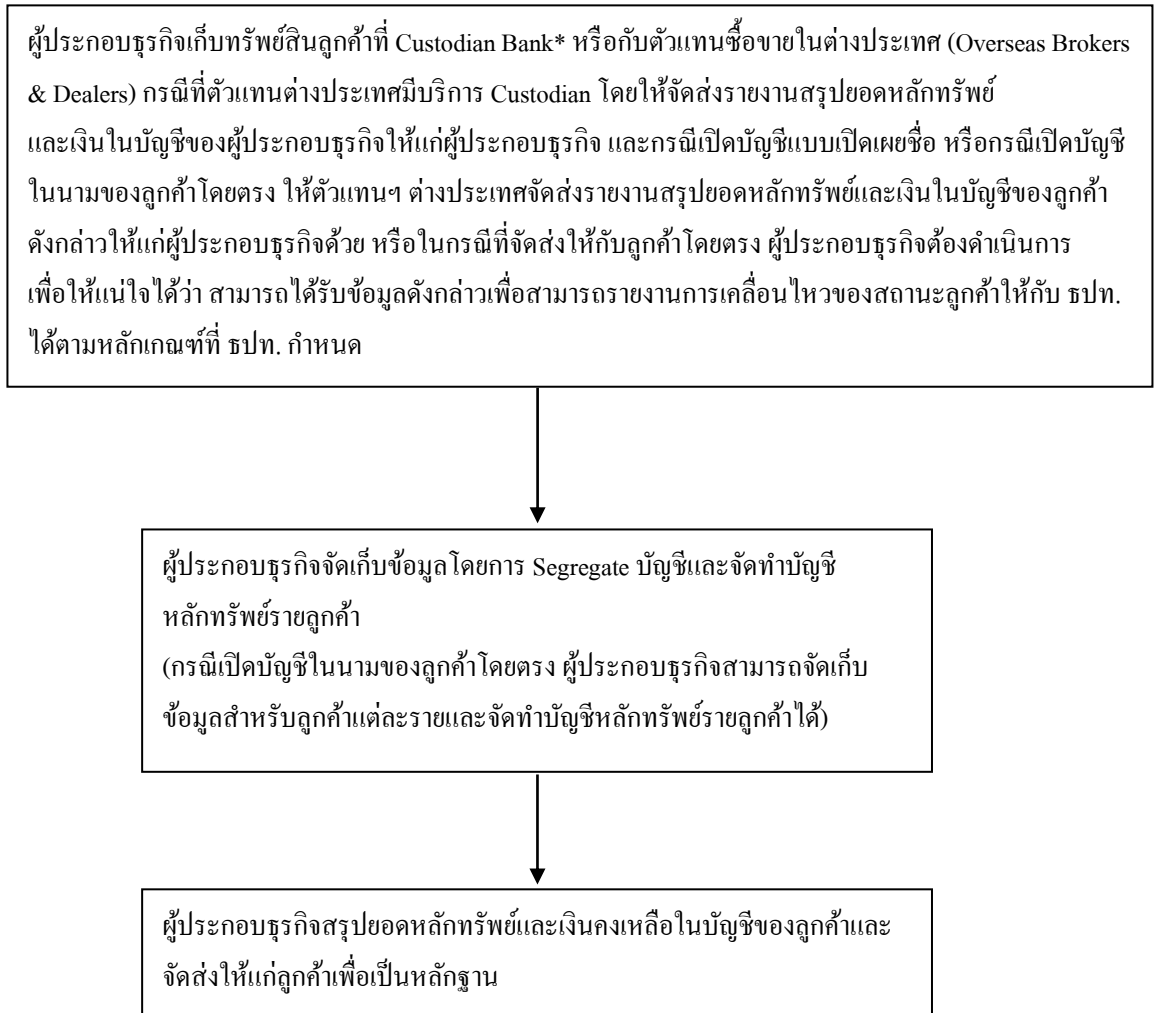 ผู้ประกอบธุรกิจเก็บทรัพย์สินลูกค้าที่ Custodian Bank* หรือกับตัวแทนซื้อขายในต่างประเทศ (Overseas Brokers
& Dealers) กรณีที่ตัวแทนต่างประเทศมีบริการ Custodian โดยให้จัดส่งรายงานสรุปยอดหลักทรัพย์
และเงินในบัญชีของผู้ประกอบธุรกิจให้แก่ผู้ประกอบธุรกิจ และกรณีเปิดบัญชีแบบเปิดเผยชื่อ หรือกรณีเปิดบัญชี
ในนามของลูกค้าโดยตรง ให้ตัวแทนฯ ต่างประเทศจัดส่งรายงานสรุปยอดหลักทรัพย์และเงินในบัญชีของลูกค้า
ดังกล่าวให้แก่ผู้ประกอบธุรกิจด้วย หรือในกรณีที่จัดส่งให้กับลูกค้าโดยตรง ผู้ประกอบธุรกิจต้องดำเนินการ
เพื่อให้แน่ใจได้ว่า สามารถได้รับข้อมูลดังกล่าวเพื่อสามารถรายงานการเคลื่อนไหวของสถานะลูกค้าให้กับ ธปท.
ได้ตามหลักเกณฑ์ที่ ธปท. กำหนด
ผู้ประกอบธุรกิจจัดเก็บข้อมูลโดยการ Segregate บัญชีและจัดทำบัญชี
หลักทรัพย์รายลูกค้า
(กรณีเปิดบัญชีในนามของลูกค้าโดยตรง ผู้ประกอบธุรกิจสามารถจัดเก็บ
ข้อมูลสำหรับลูกค้าแต่ละรายและจัดทำบัญชีหลักทรัพย์รายลูกค้าได้)
ผู้ประกอบธุรกิจสรุปยอดหลักทรัพย์และเงินคงเหลือในบัญชีของลูกค้าและ
จัดส่งให้แก่ลูกค้าเพื่อเป็นหลักฐาน